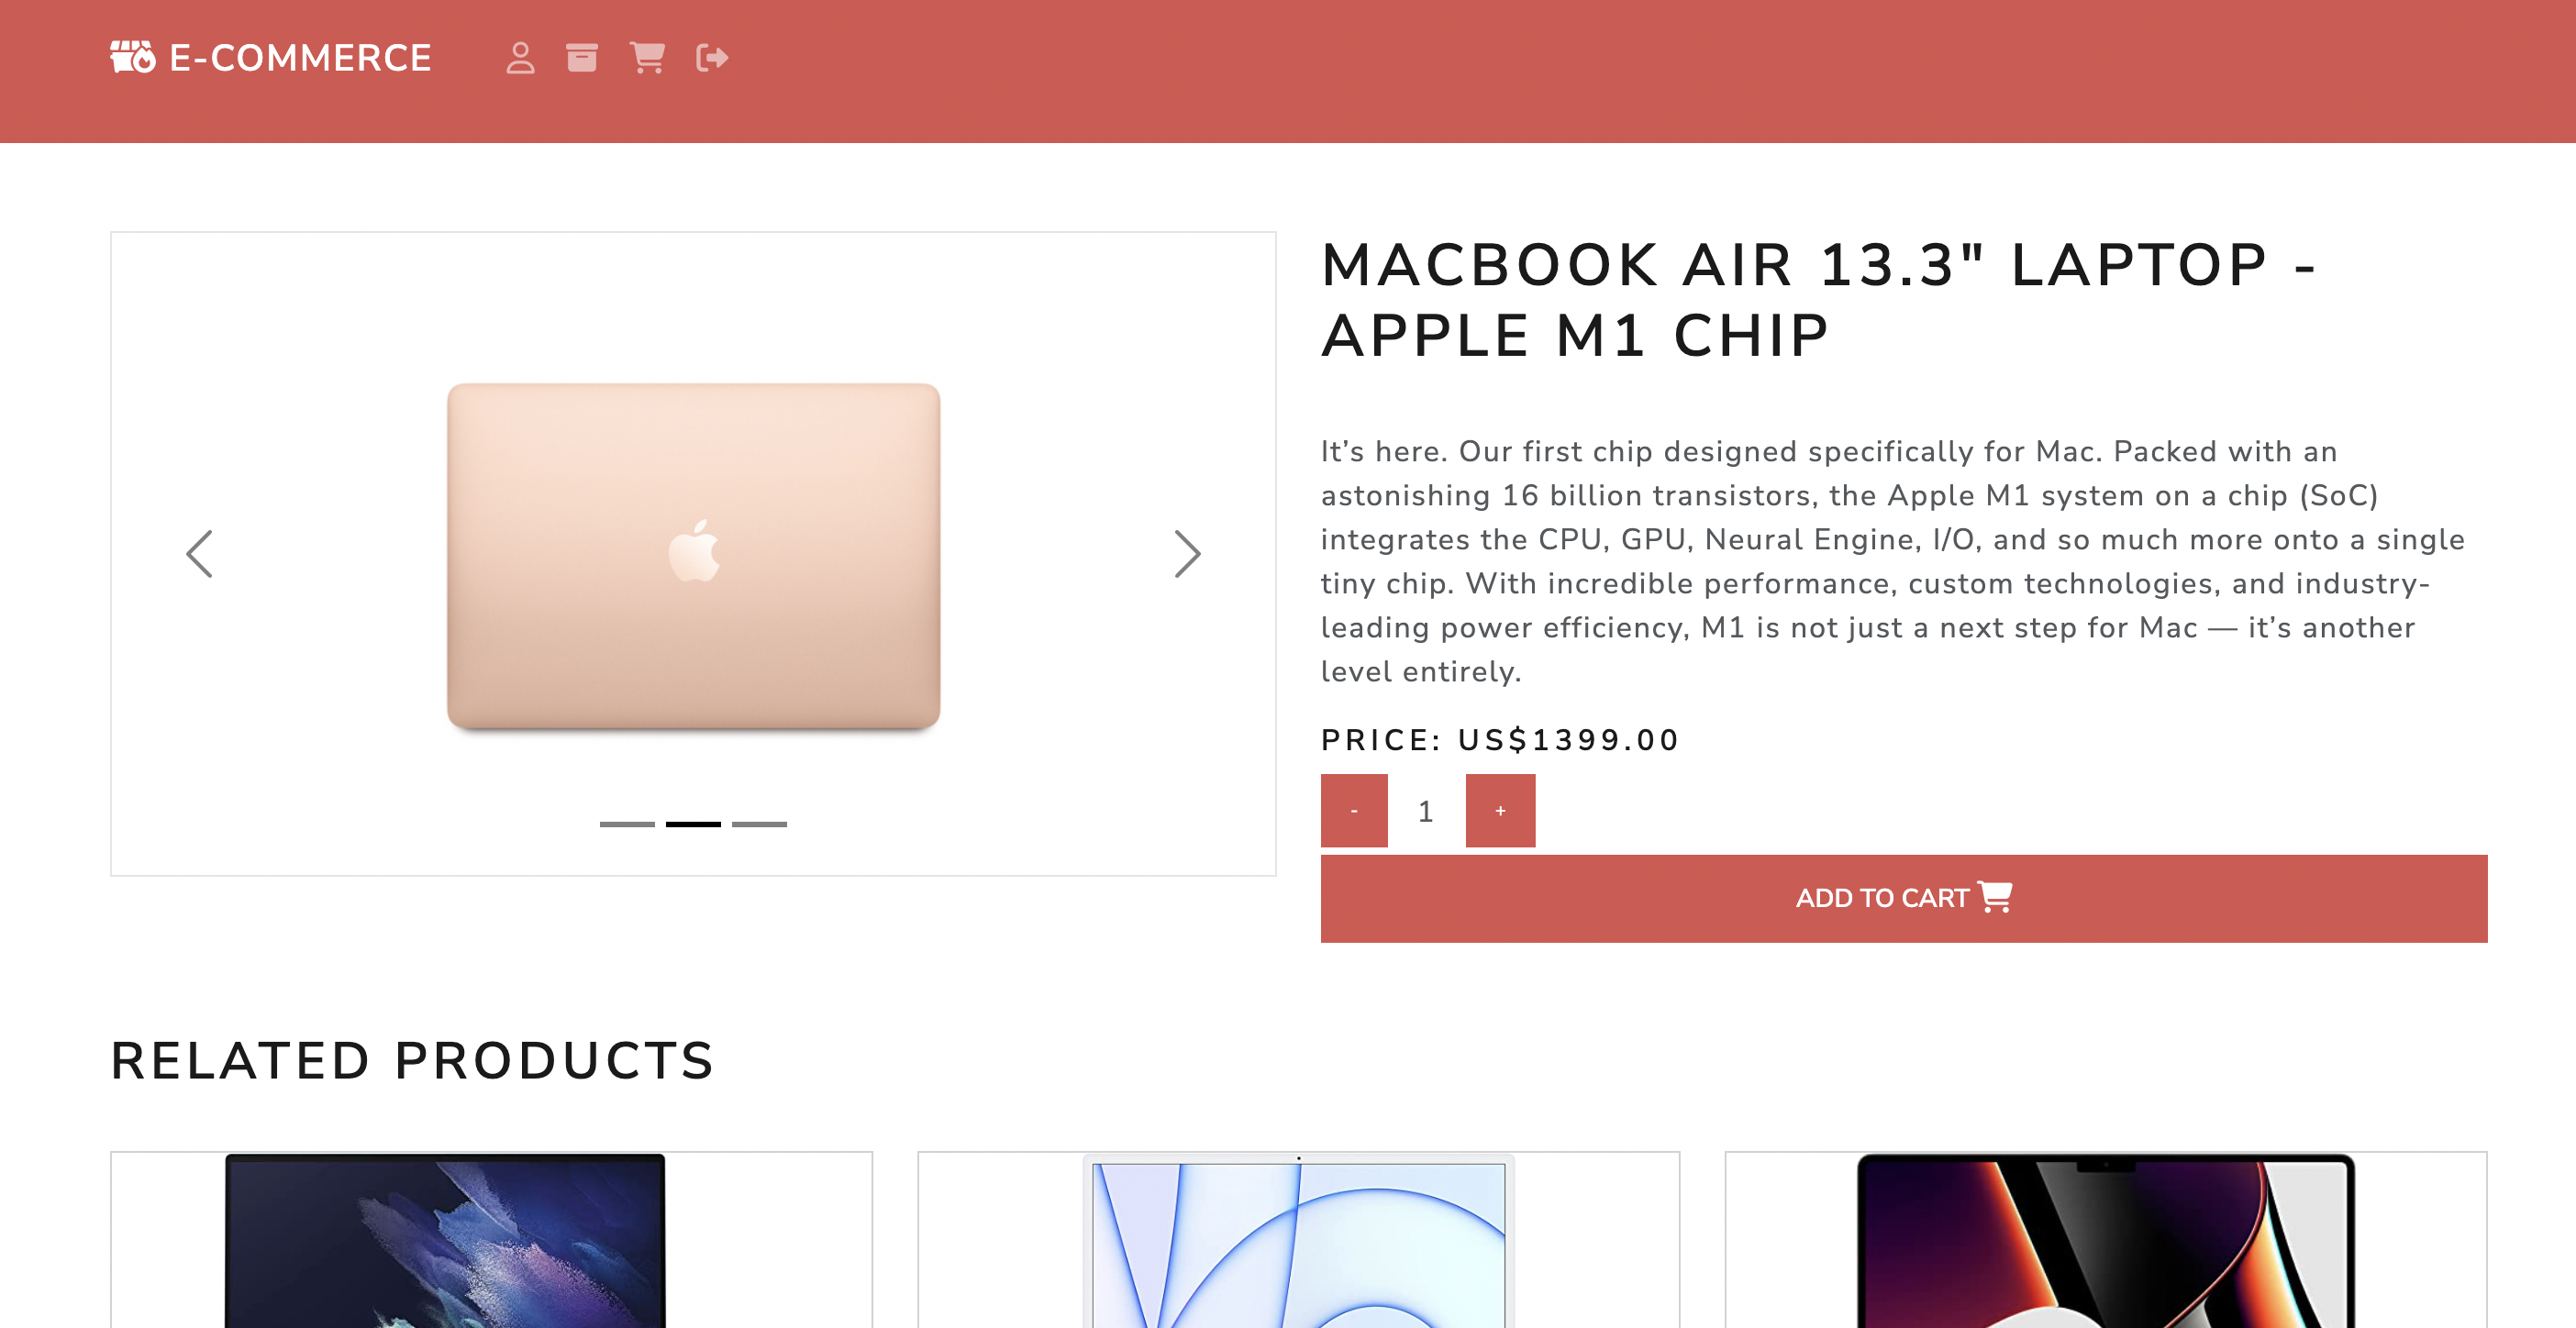 E-COMMERCE
MACBOOK AIR 13.3" LAPTOP -
APPLE M1 CHIP
It’s here. Our first chip designed specifically for Mac. Packed with an
astonishing 16 billion transistors, the Apple M1 system on a chip (SoC)
integrates the CPU, GPU, Neural Engine, I/O, and so much more onto a single
tiny chip. With incredible performance, custom technologies, and industry-
leading power efficiency, M1 is not just a next step for Mac — it’s another
level entirely.
PRICE: US$1399.00
- 1 +
ADD TO CART
RELATED PRODUCTS